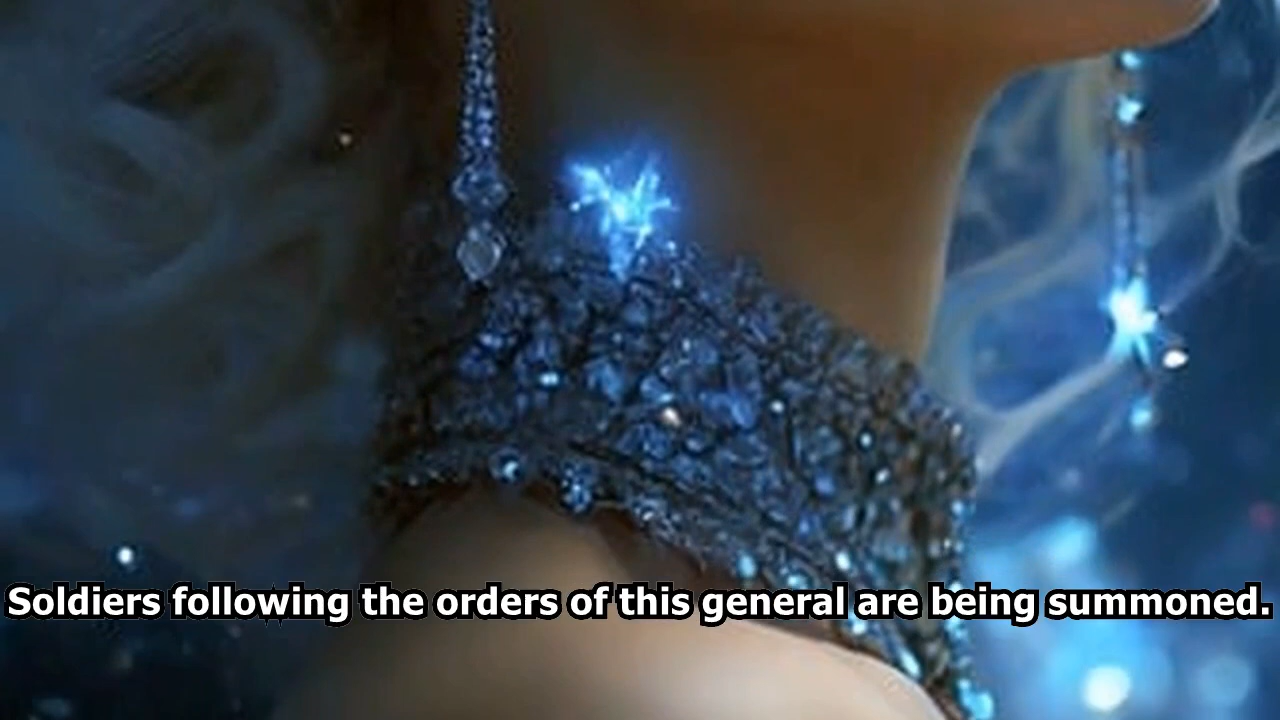 Soldiers following the orders of this general are being summoned.